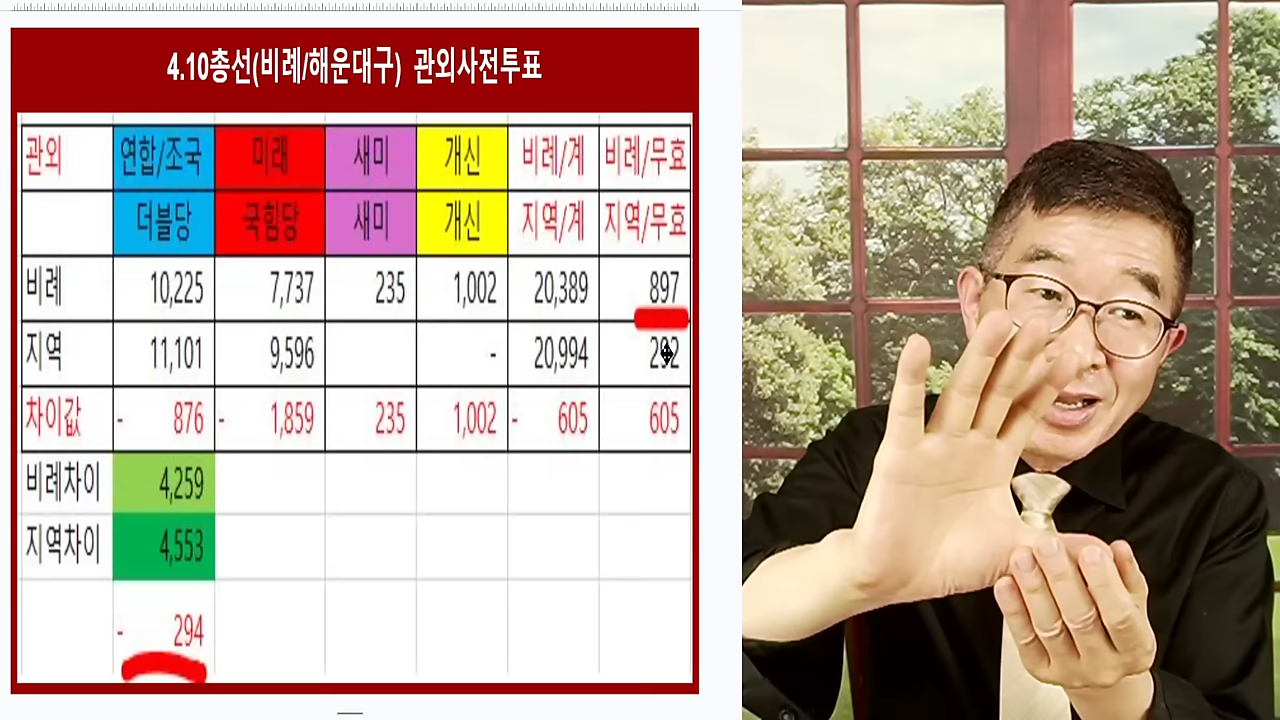 4.10총선(비례/해운대구) 관외사전투표
관외 연합/조국 미래 새미 개신 비례/계 비례/무효
더블당 국힘당 새미 개신 지역/계 지역/무효
비례 10,225 7,737 235 1,002 20,389 897
지역 11,101 9,596 - 20,994 292
차이값 - 876 - 1,859 235 1,002 - 605 605
비례차이 4,259
지역차이 4,553
- 294